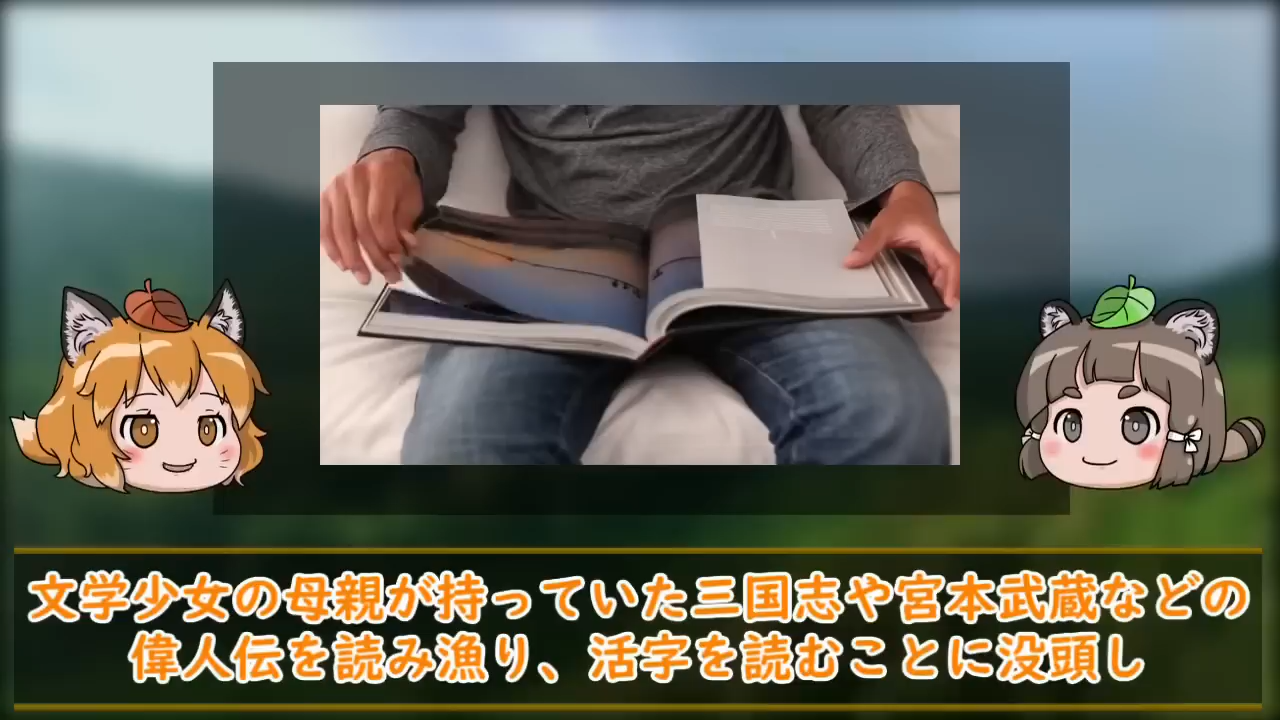 文学少女の母親が持っていた三国志や宮本武蔵などの
偉人伝を読み漁り、活字を読むことに没頭し